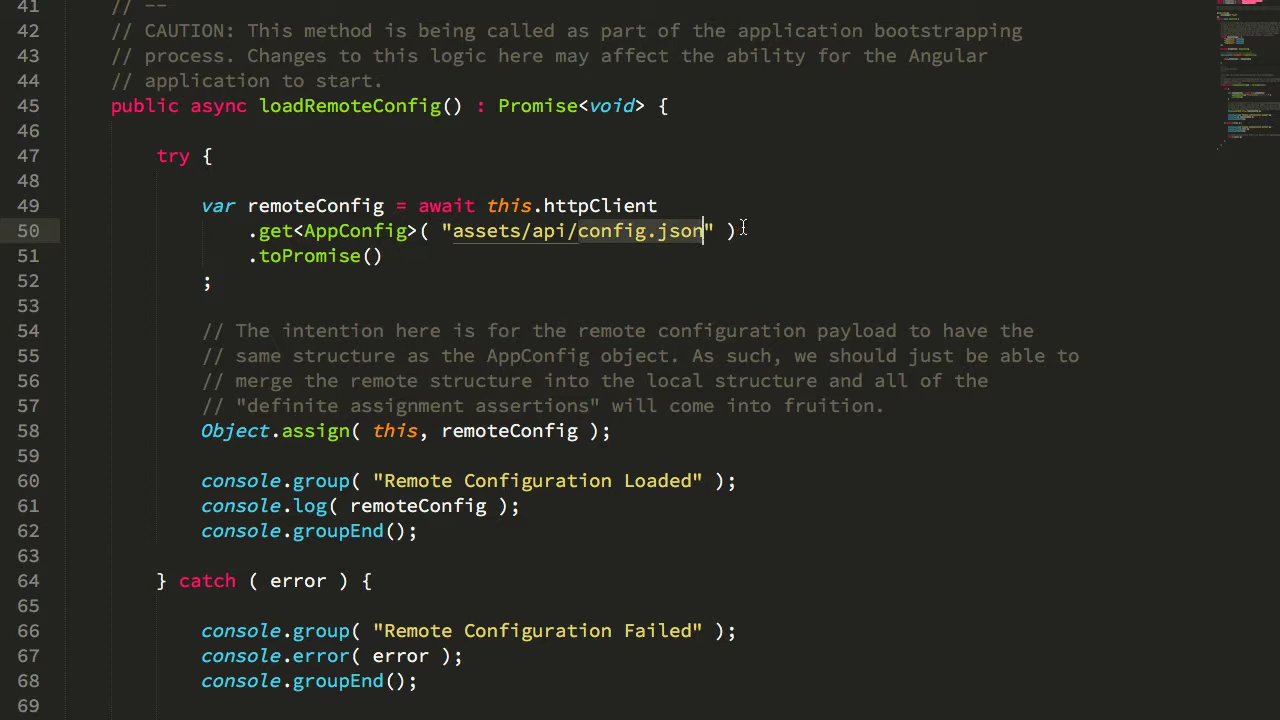 41 // --
42 // CAUTION: This method is being called as part of the application bootstrapping
43 // process. Changes to this logic here may affect the ability for the Angular
44 // application to start.
45 public async loadRemoteConfig() : Promise<void> {
46
47 try {
48
49 var remoteConfig = await this.httpClient
50 .get<AppConfig>( "assets/api/config.json" )
51 .toPromise()
52 ;
53
54 // The intention here is for the remote configuration payload to have the
55 // same structure as the AppConfig object. As such, we should just be able to
56 // merge the remote structure into the local structure and all of the
57 // "definite assignment assertions" will come into fruition.
58 Object.assign( this, remoteConfig );
59
60 console.group( "Remote Configuration Loaded" );
61 console.log( remoteConfig );
62 console.groupEnd();
63
64 } catch ( error ) {
65
66 console.group( "Remote Configuration Failed" );
67 console.error( error );
68 console.groupEnd();
69